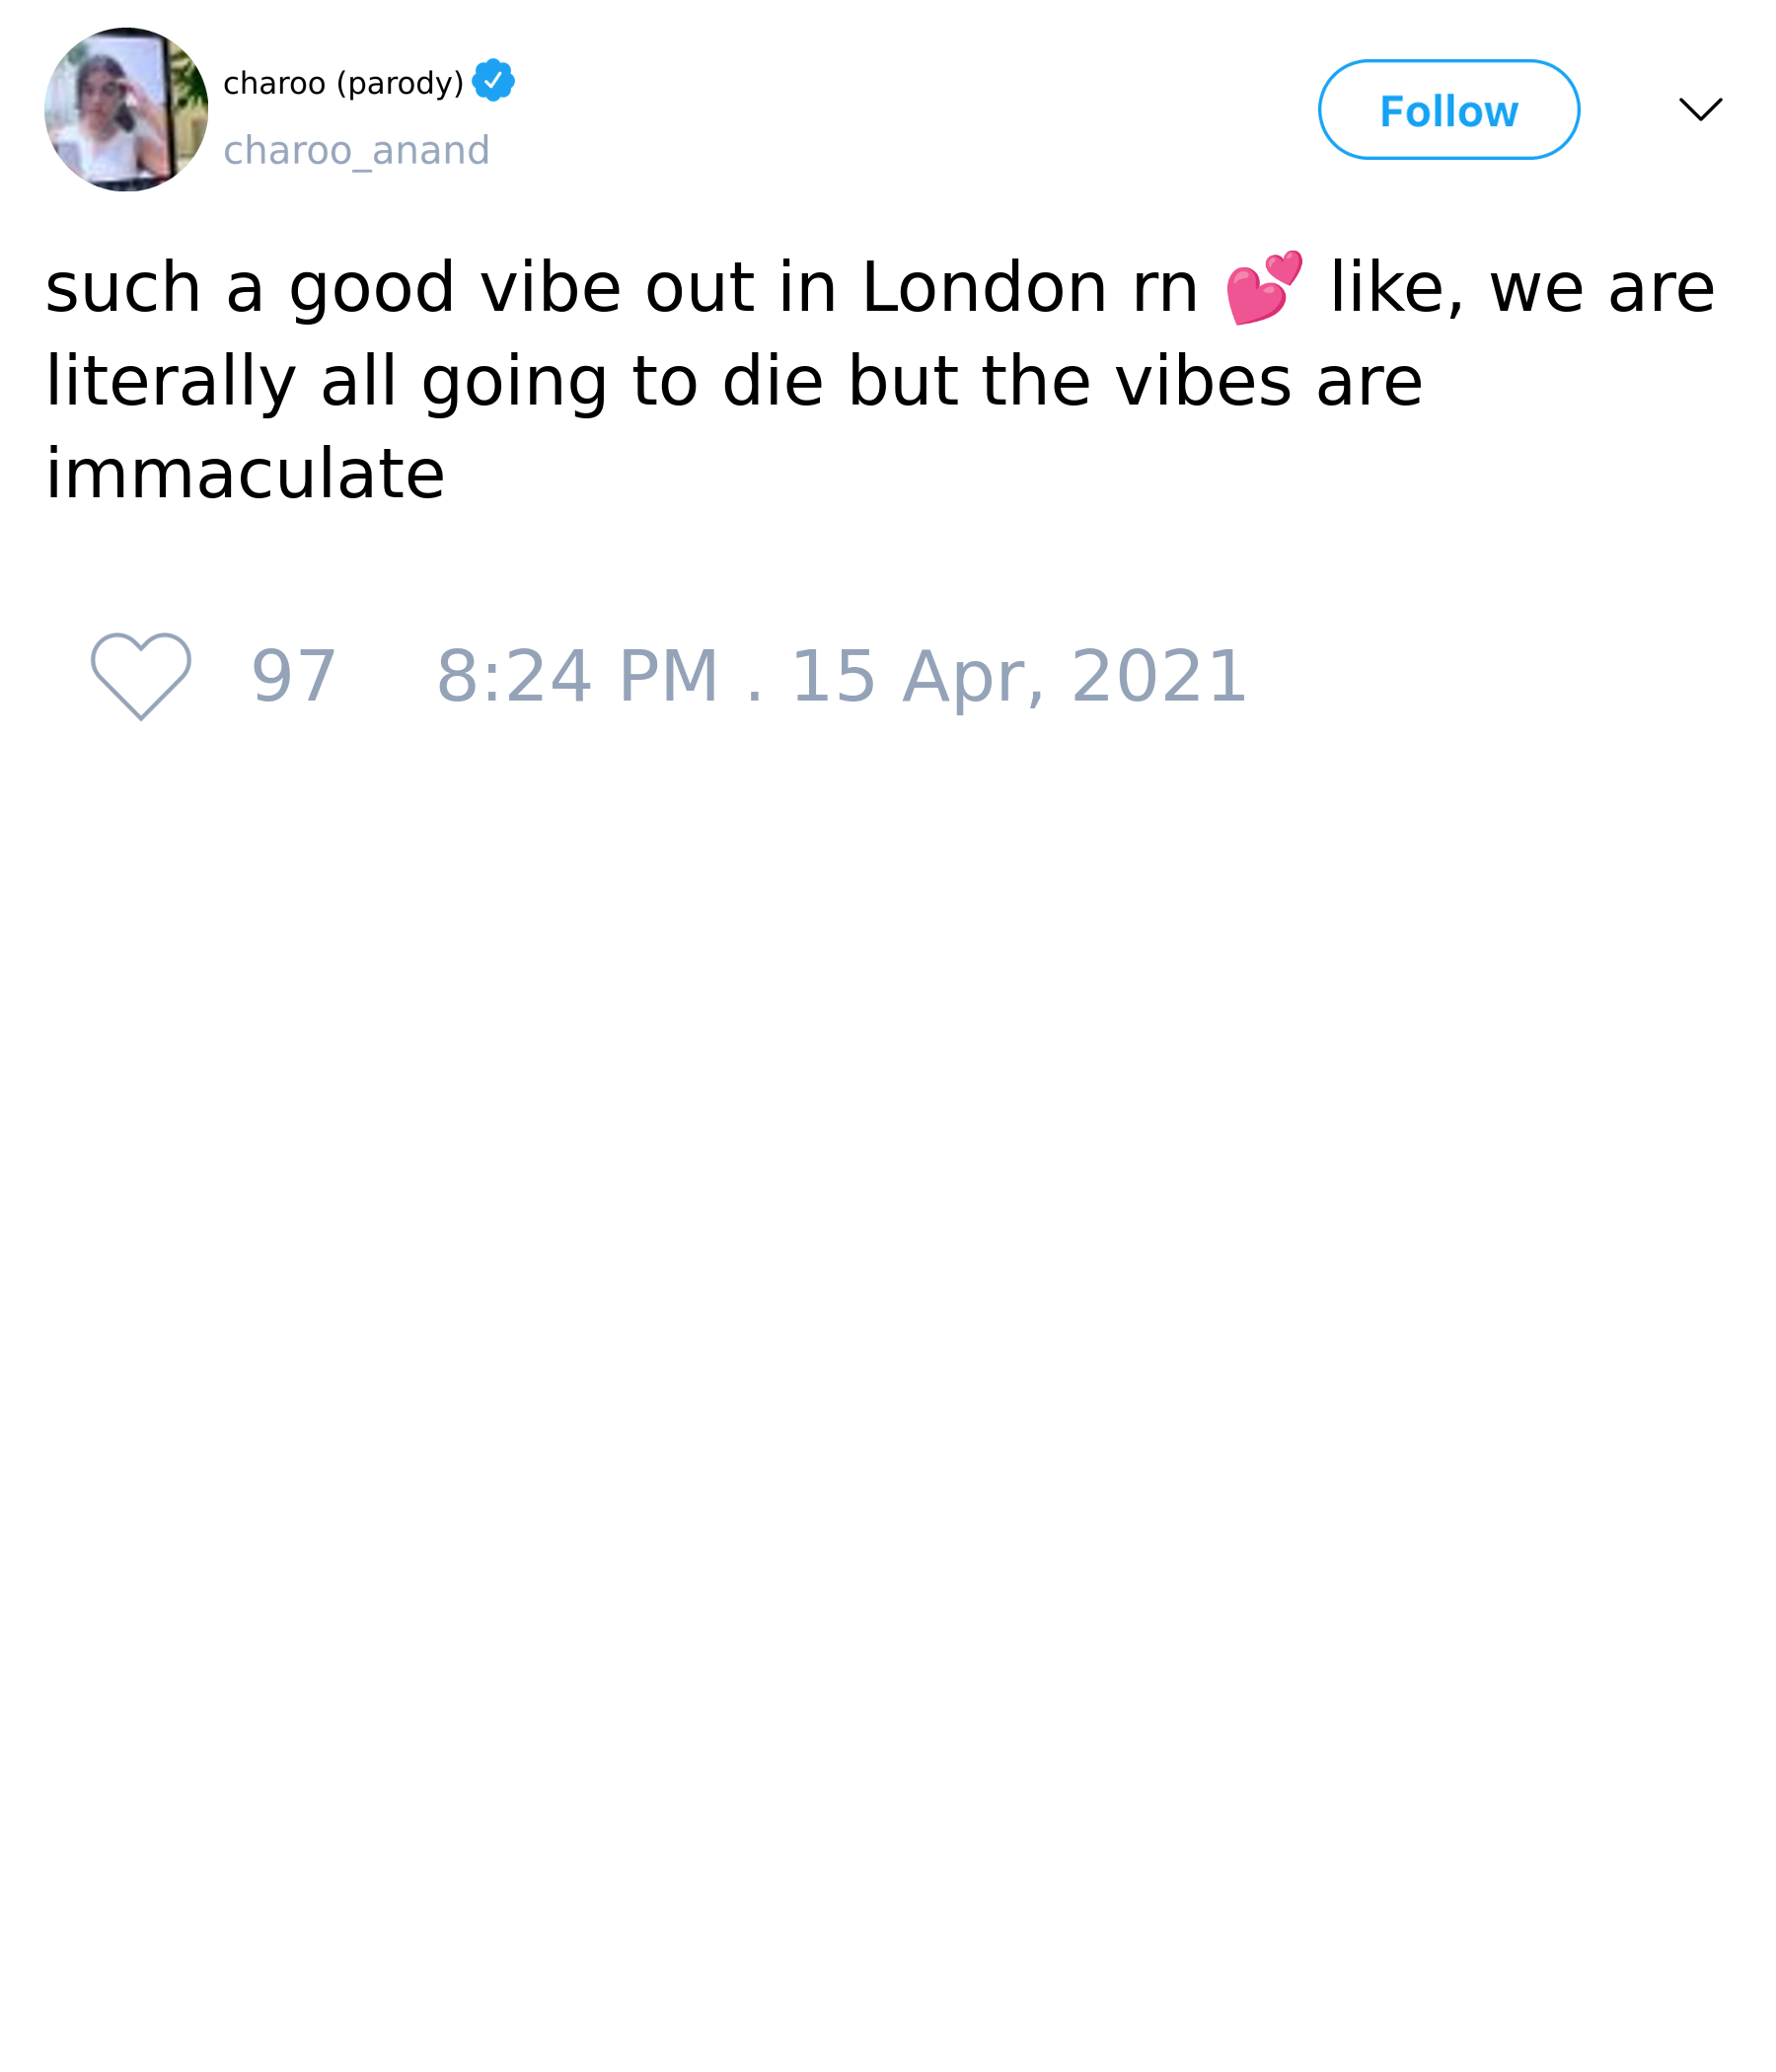 charoo (parody)
charoo_anand
Follow
such a good vibe out in London rn 💕 like, we are
literally all going to die but the vibes are
immaculate
97 8:24 PM . 15 Apr, 2021